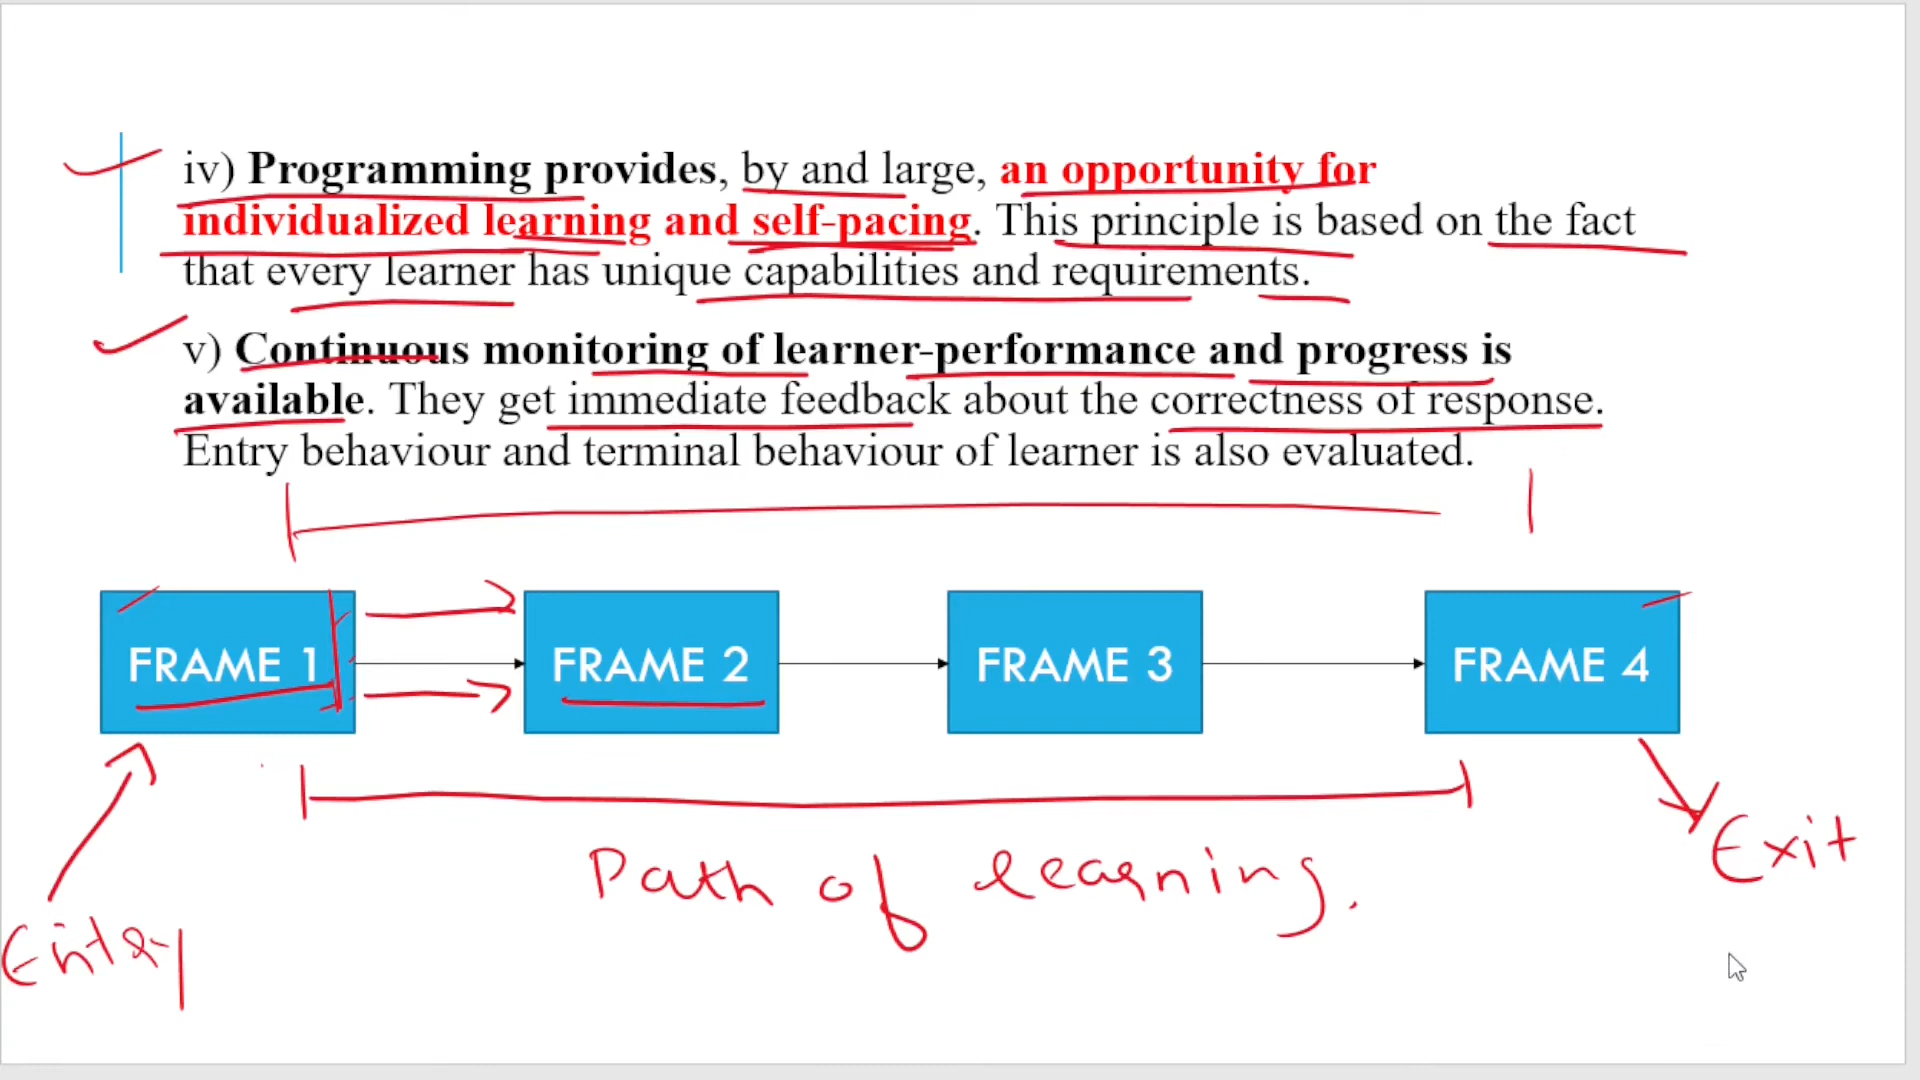 iv) Programming provides, by and large, an opportunity for
individualized learning and self-pacing. This principle is based on the fact
that every learner has unique capabilities and requirements.
v) Continuous monitoring of learner-performance and progress is
available. They get immediate feedback about the correctness of response.
Entry behaviour and terminal behaviour of learner is also evaluated.
FRAME 1
FRAME 2
FRAME 3
FRAME 4
Exit
Path of learning.
Entry